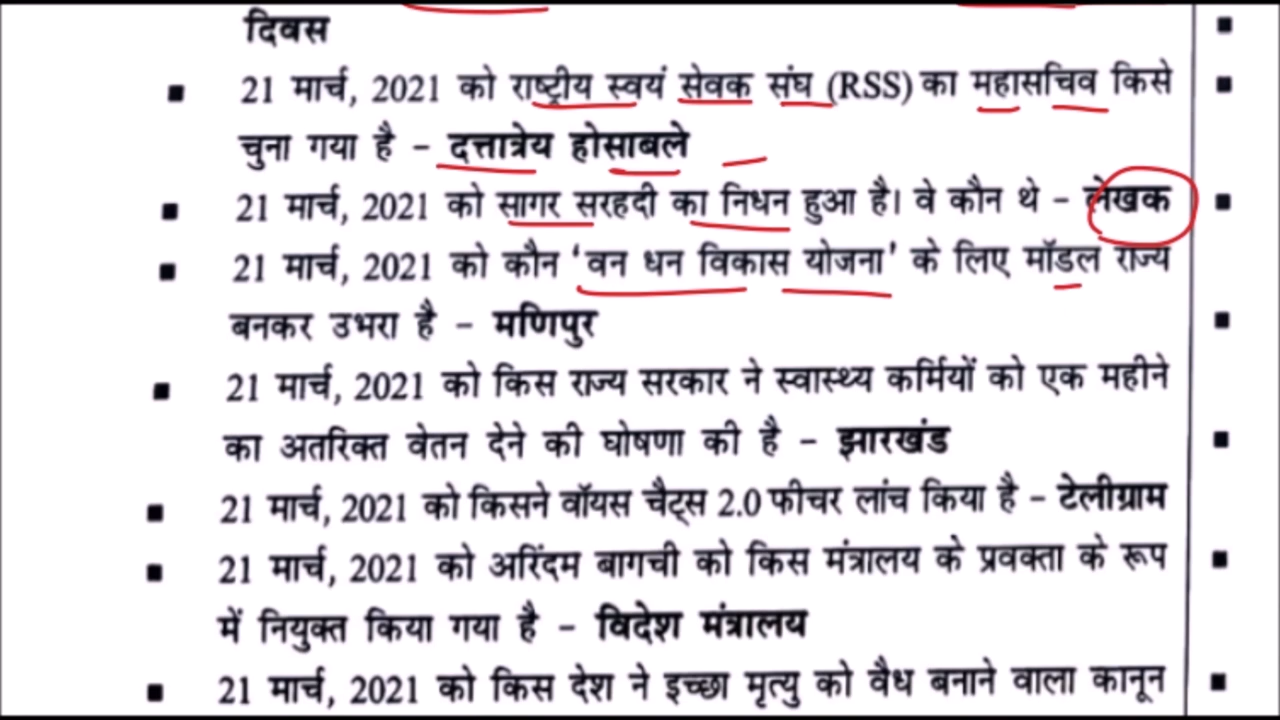 दिवस
21 मार्च, 2021 को राष्ट्रीय स्वयं सेवक संघ (RSS) का महासचिव किसे
चुना गया है – दत्तात्रेय होसाबले
21 मार्च, 2021 को सागर सरहदी का निधन हुआ है। वे कौन थे – लेखक
21 मार्च, 2021 को कौन ‘वन धन विकास योजना’ के लिए मॉडल राज्य
बनकर उभरा है – मणिपुर
21 मार्च, 2021 को किस राज्य सरकार ने स्वास्थ्य कर्मियों को एक महीने
का अतरिक्त वेतन देने की घोषणा की है – झारखंड
21 मार्च, 2021 को किसने वॉयस चैट्स 2.0 फीचर लांच किया है – टेलीग्राम
21 मार्च, 2021 को अरिंदम बागची को किस मंत्रालय के प्रवक्ता के रूप
में नियुक्त किया गया है – विदेश मंत्रालय
21 मार्च, 2021 को किस देश ने इच्छा मृत्यु को वैध बनाने वाला कानून